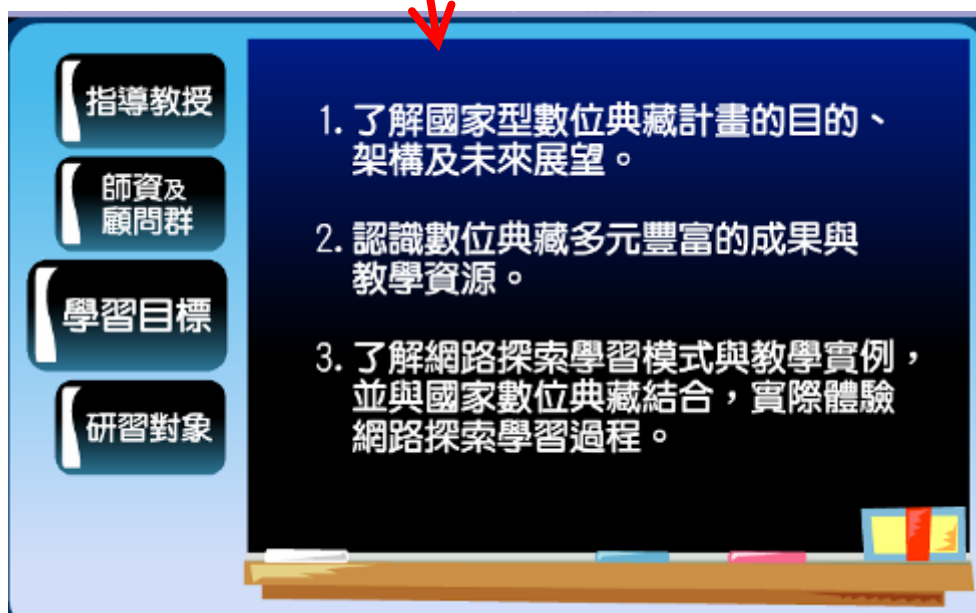 指導教授
師資及
顧問群
學習目標
研習對象
1. 了解國家型數位典藏計畫的目的、
架構及未來展望。
2. 認識數位典藏多元豐富的成果與
教學資源。
3. 了解網路探索學習模式與教學實例，
並與國家數位典藏結合，實際體驗
網路探索學習過程。